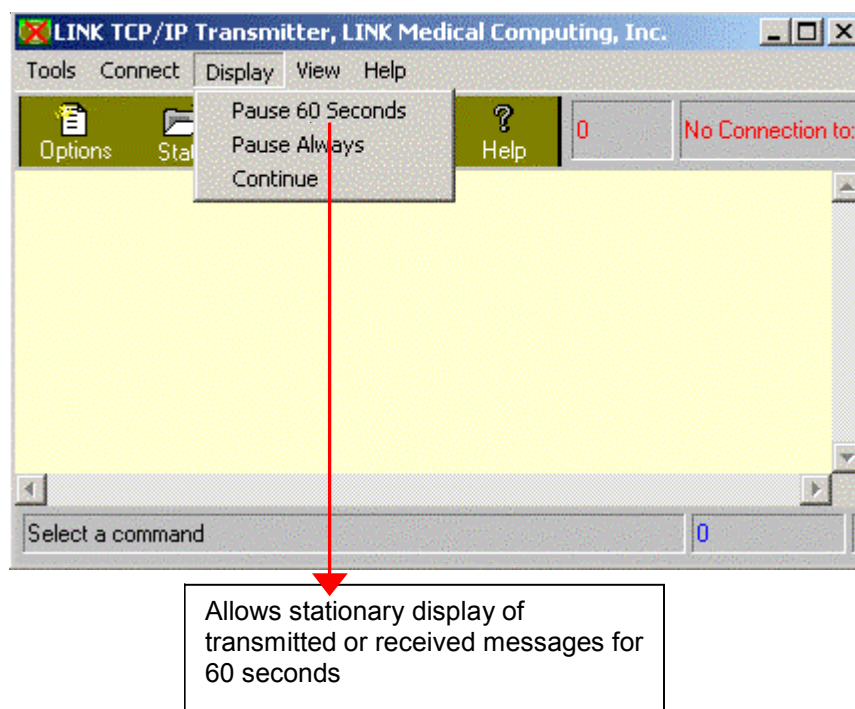 LINK TCP/IP Transmitter, LINK Medical Computing, Inc.
Tools Connect Display View Help
Options
Help
0
No Connection to:
Pause 60 Seconds
Pause Always
Continue
Select a command
0
Allows stationary display of
transmitted or received messages for
60 seconds